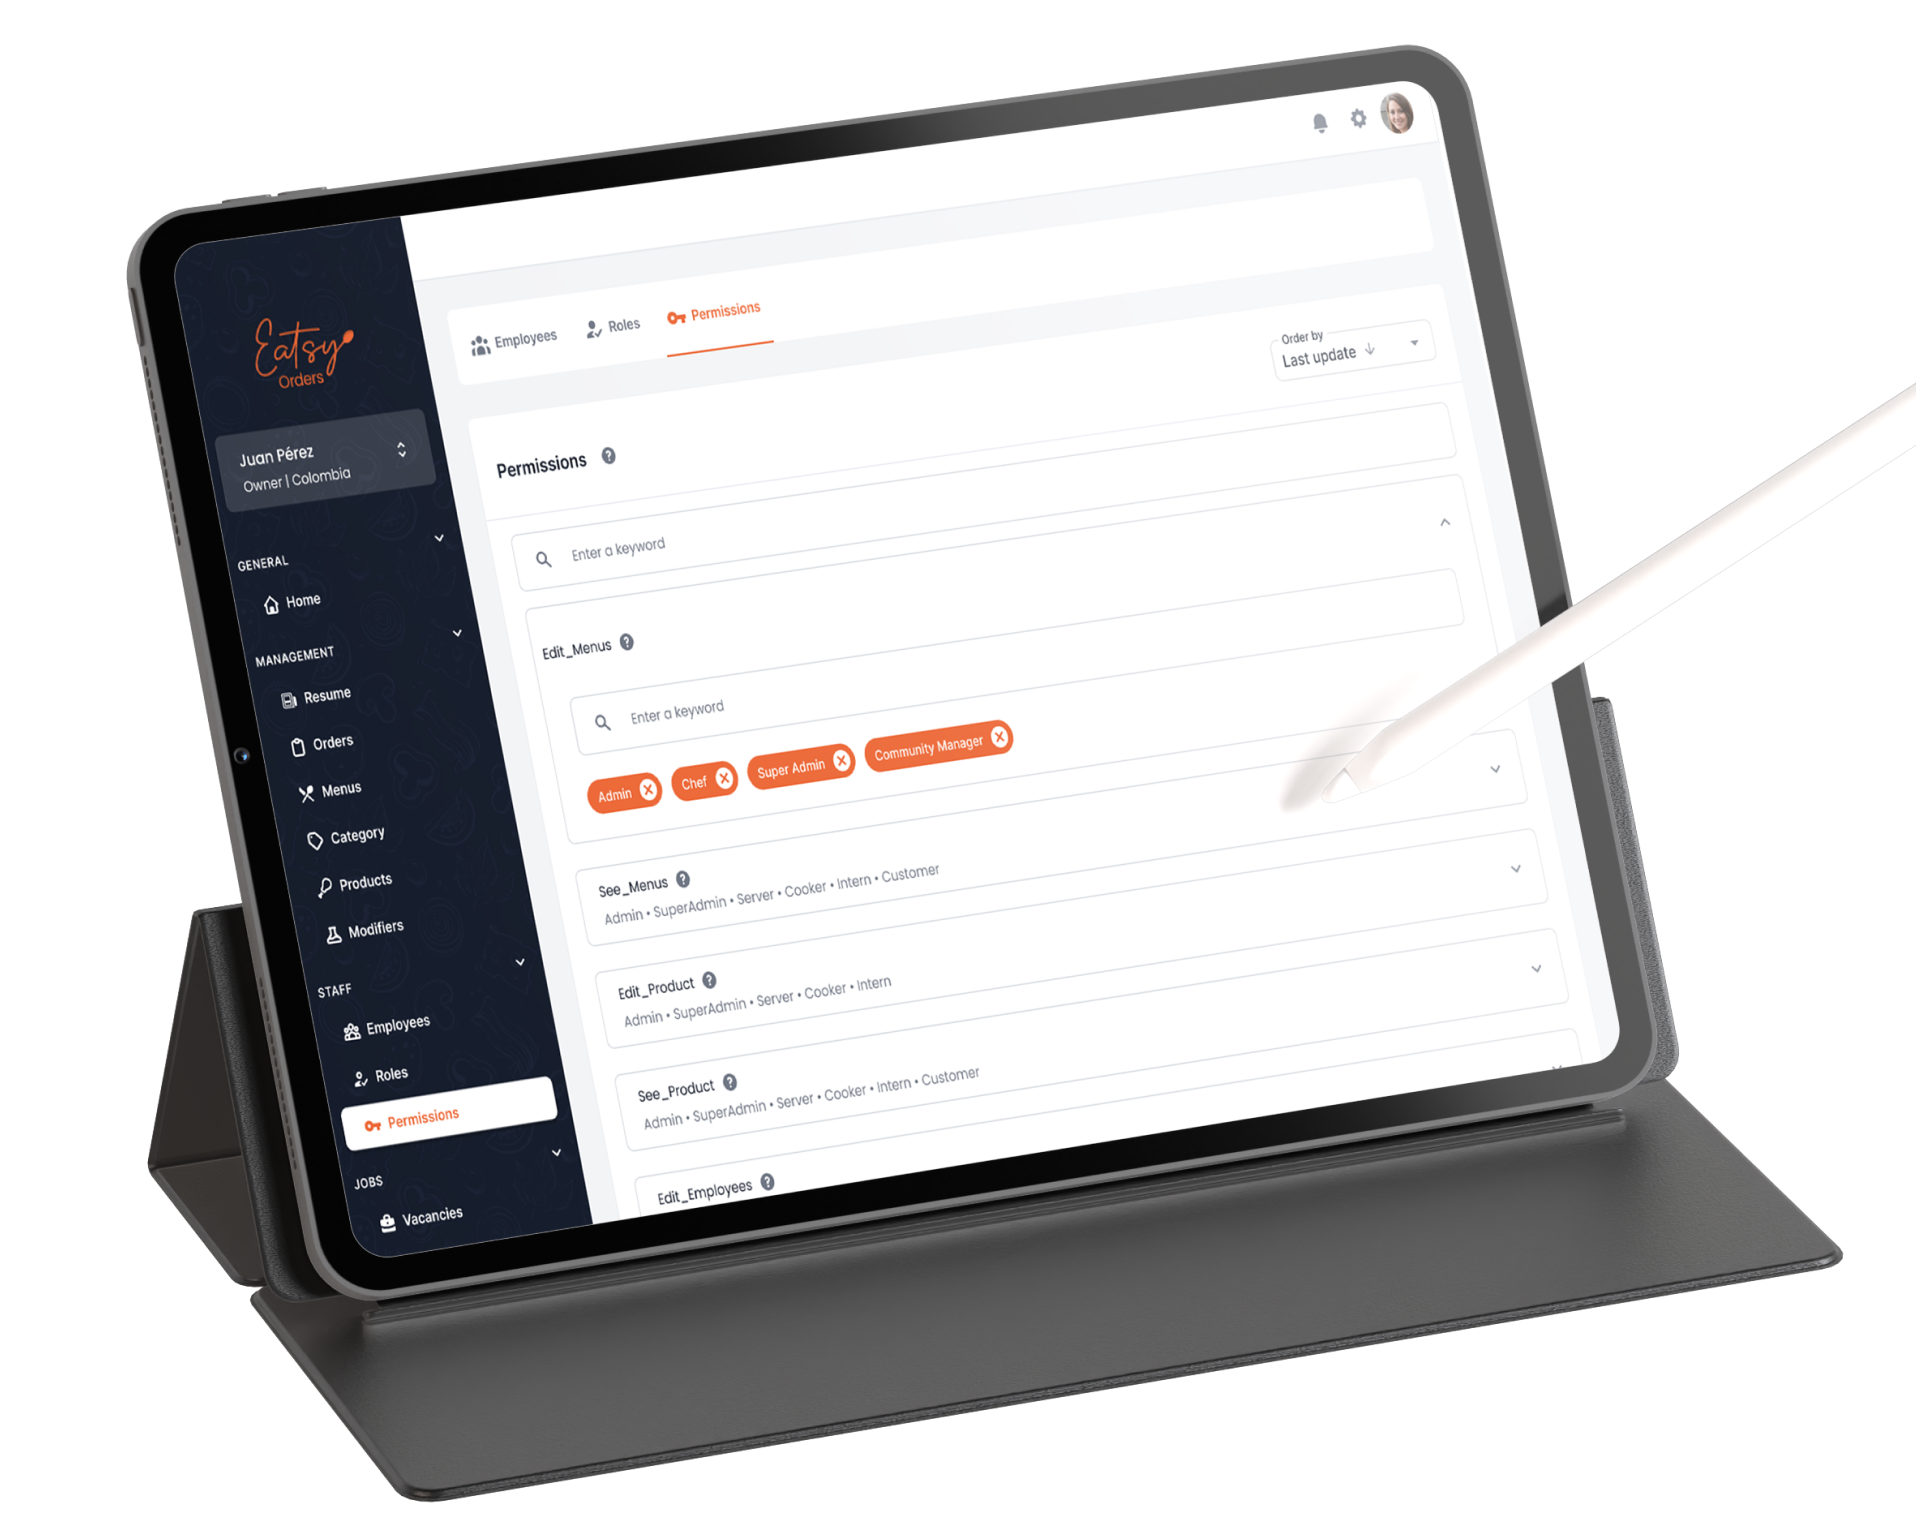 Eatsy
Orders
Juan Pérez
Owner | Colombia
GENERAL
Home
MANAGEMENT
Resume
Orders
Menus
Category
Products
Modifiers
STAFF
Employees
Roles
Permissions
JOBS
Vacancies
Employees Roles Permissions
Order by
Last update
Permissions
Enter a keyword
Edit_Menus
Enter a keyword
Admin Chef Super Admin Community Manager
See_Menus
Admin • SuperAdmin • Server • Cooker • Intern • Customer
Edit_Product
Admin • SuperAdmin • Server • Cooker • Intern
See_Product
Admin • SuperAdmin • Server • Cooker • Intern • Customer
Edit_Employees